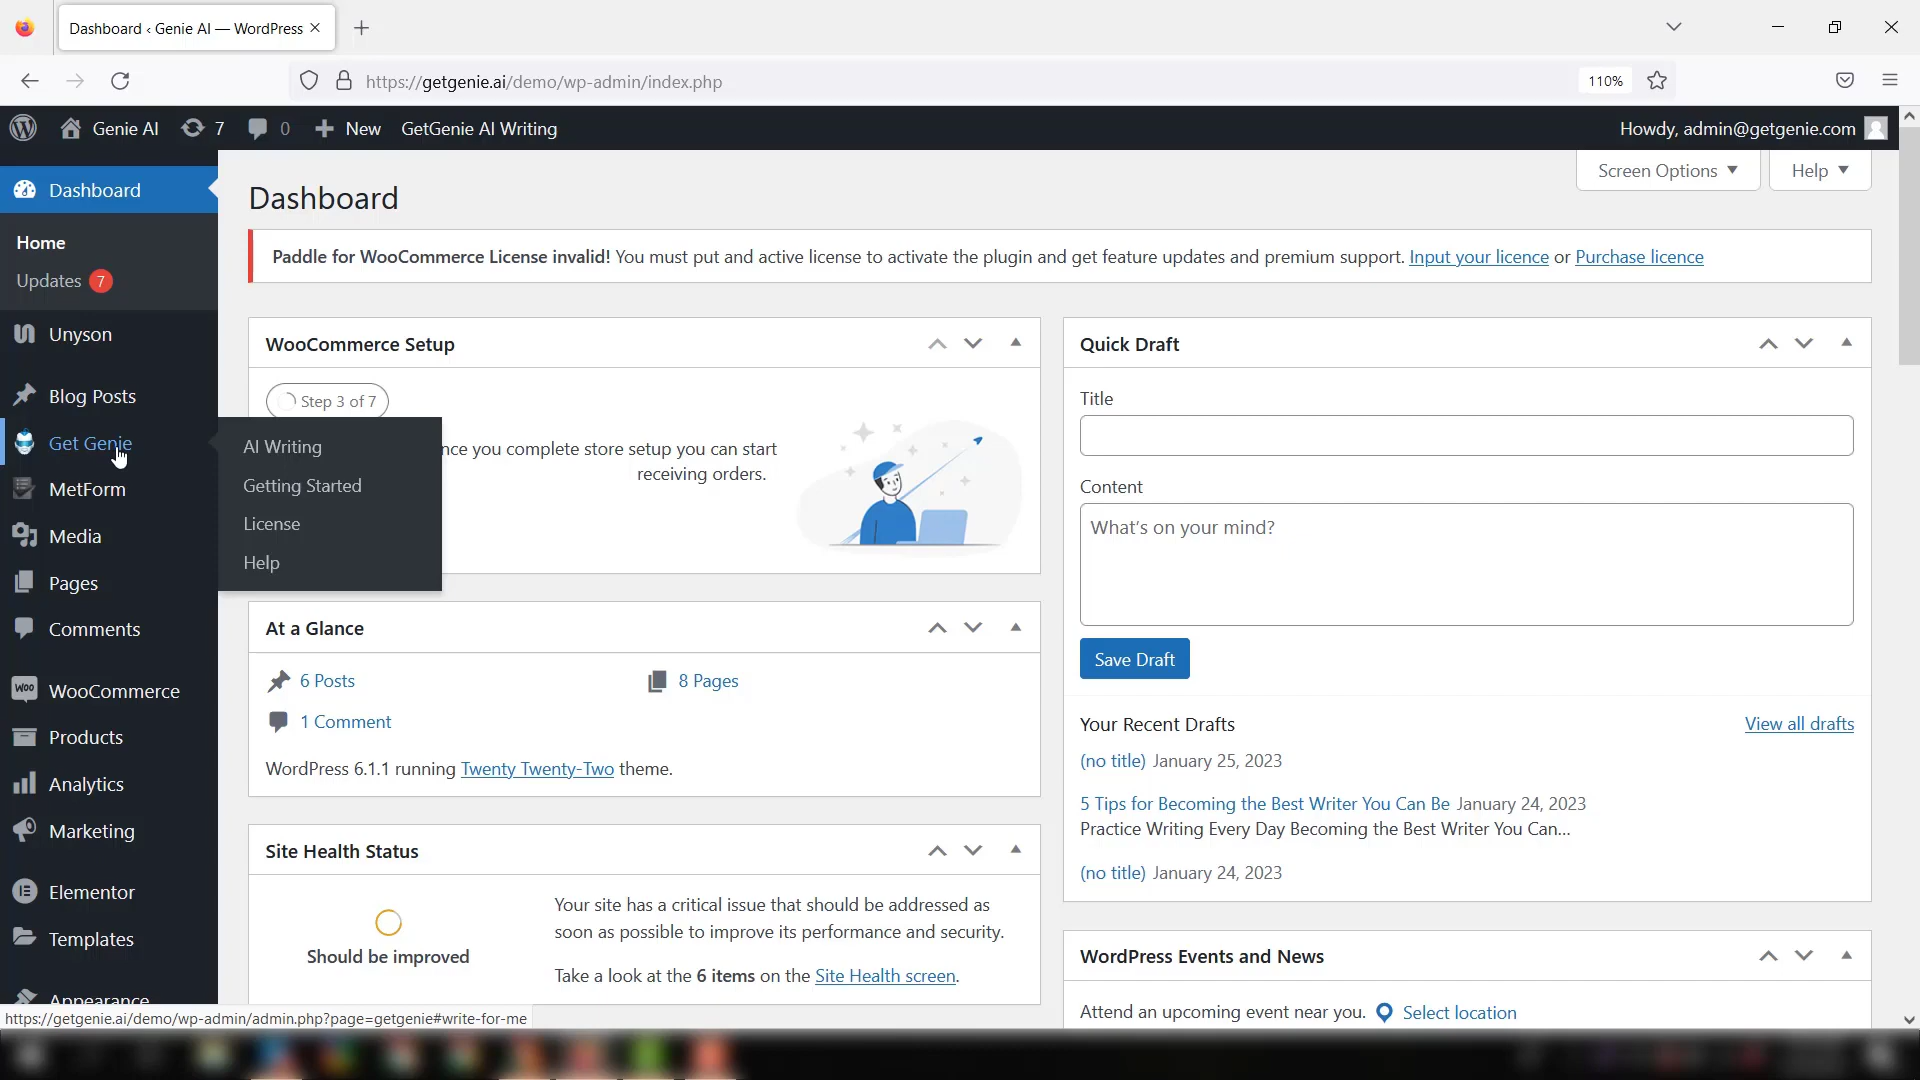 Dashboard ‹ Genie AI — WordPress
https://getgenie.ai/demo/wp-admin/index.php
110%
Genie AI
7
0
New
GetGenie AI Writing
Howdy, admin@getgenie.com
Dashboard
Home
Updates 7
Unyson
Blog Posts
Get Genie
MetForm
Media
Pages
Comments
WooCommerce
Products
Analytics
Marketing
Elementor
Templates
Appearance
AI Writing
Getting Started
License
Help
Screen Options
Help
Dashboard
Paddle for WooCommerce License invalid! You must put and active license to activate the plugin and get feature updates and premium support. Input your licence or Purchase licence
WooCommerce Setup
Step 3 of 7
nce you complete store setup you can start
receiving orders.
At a Glance
6 Posts
8 Pages
1 Comment
WordPress 6.1.1 running Twenty Twenty-Two theme.
Site Health Status
Should be improved
Your site has a critical issue that should be addressed as
soon as possible to improve its performance and security.
Take a look at the 6 items on the Site Health screen.
Quick Draft
Title
Content
What's on your mind?
Save Draft
Your Recent Drafts
View all drafts
(no title) January 25, 2023
5 Tips for Becoming the Best Writer You Can Be January 24, 2023
Practice Writing Every Day Becoming the Best Writer You Can...
(no title) January 24, 2023
WordPress Events and News
Attend an upcoming event near you. Select location
https://getgenie.ai/demo/wp-admin/admin.php?page=getgenie#write-for-me